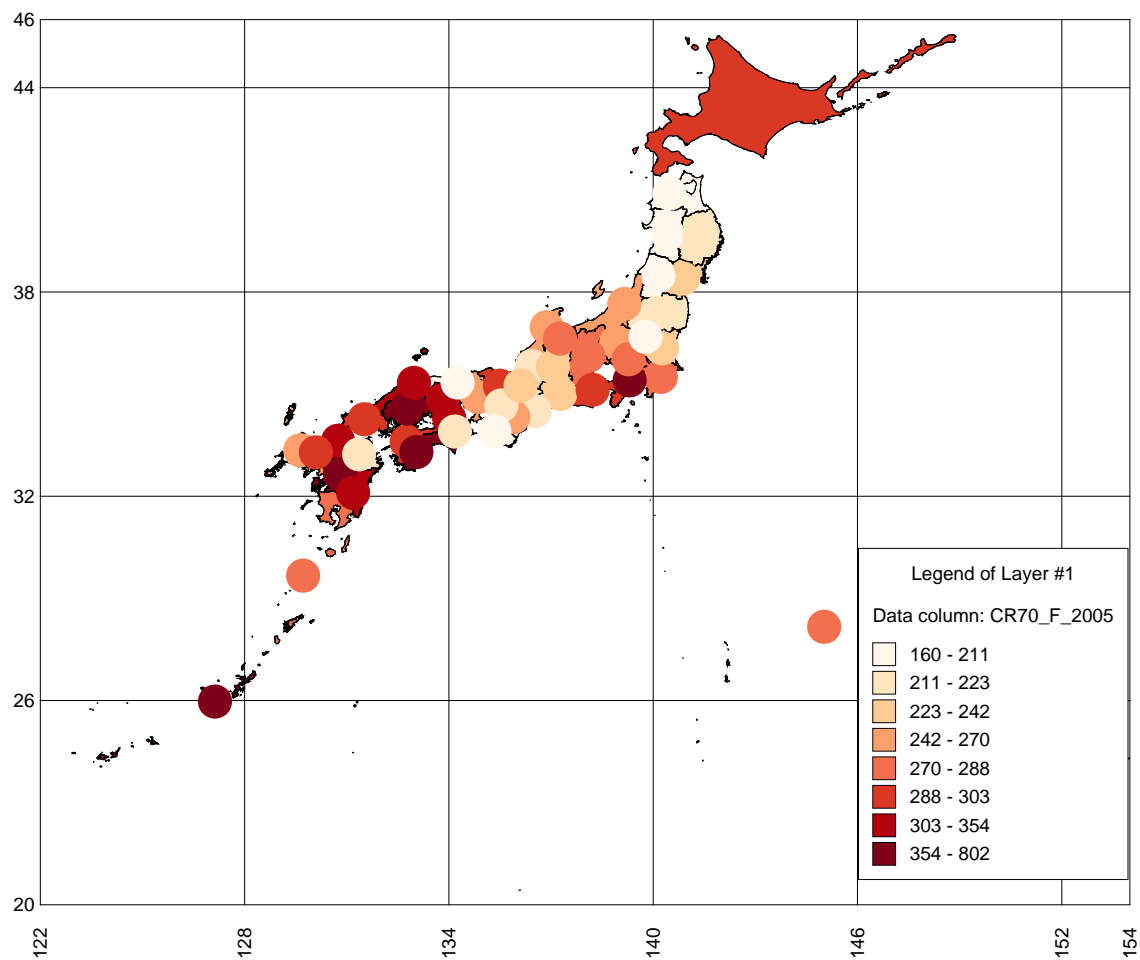 46
44
38
32
26
20
122
128
134
140
146
152
154
Legend of Layer #1
Data column: CR70_F_2005
160 - 211
211 - 223
223 - 242
242 - 270
270 - 288
288 - 303
303 - 354
354 - 802